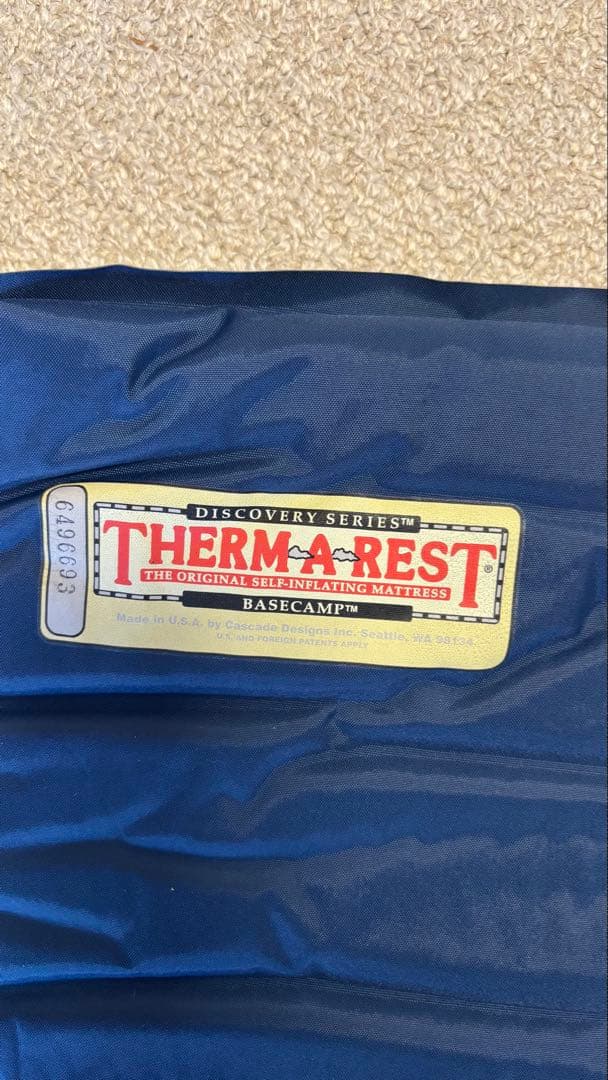 6496693
DISCOVERY SERIES™
THERM-A-REST®
THE ORIGINAL SELF-INFLATING MATTRESS
BASECAMP™
Made in U.S.A. by Cascade Designs Inc. Seattle, WA 98134
U.S. AND FOREIGN PATENTS APPLY